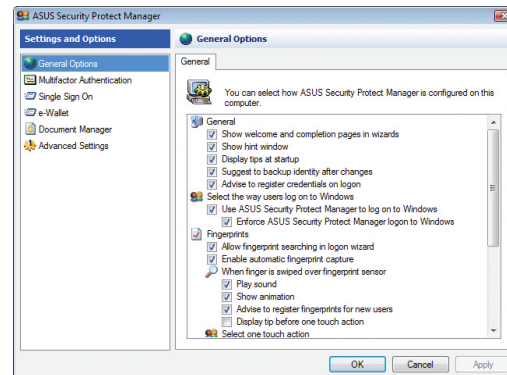 ASUS Security Protect Manager
Settings and Options
General Options
Multifactor Authentication
Single Sign On
e-Wallet
Document Manager
Advanced Settings
General Options
General
You can select how ASUS Security Protect Manager is configured on this
computer.
General
Show welcome and completion pages in wizards
Show hint window
Display tips at startup
Suggest to backup identity after changes
Advise to register credentials on logon
Select the way users log on to Windows
Use ASUS Security Protect Manager to log on to Windows
Enforce ASUS Security Protect Manager logon to Windows
Fingerprints
Allow fingerprint searching in logon wizard
Enable automatic fingerprint capture
When finger is swiped over fingerprint sensor
Play sound
Show animation
Advise to register fingerprints for new users
Display tip before one touch action
Select one touch action
OK
Cancel
Apply